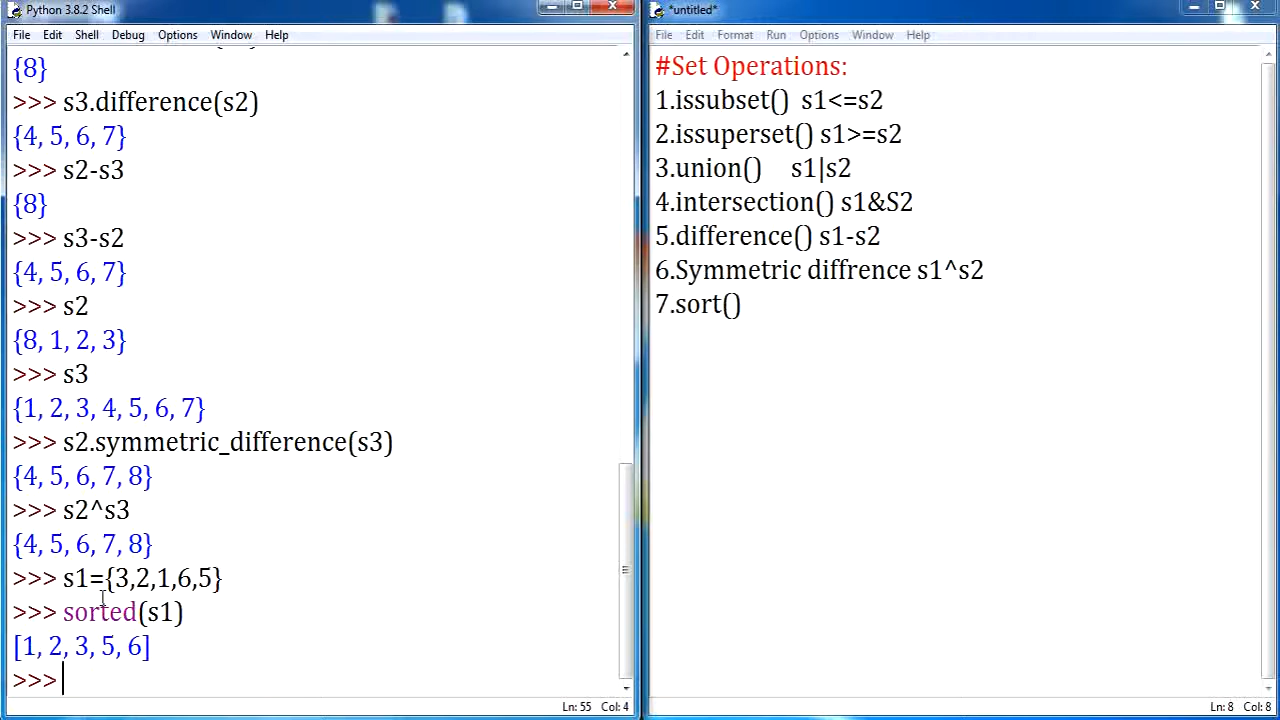 Python 3.8.2 Shell
File Edit Shell Debug Options Window Help
{8}
>>> s3.difference(s2)
{4, 5, 6, 7}
>>> s2-s3
{8}
>>> s3-s2
{4, 5, 6, 7}
>>> s2
{8, 1, 2, 3}
>>> s3
{1, 2, 3, 4, 5, 6, 7}
>>> s2.symmetric_difference(s3)
{4, 5, 6, 7, 8}
>>> s2^s3
{4, 5, 6, 7, 8}
>>> s1={3,2,1,6,5}
>>> sorted(s1)
[1, 2, 3, 5, 6]
>>>
Ln: 55 Col: 4
*untitled*
File Edit Format Run Options Window Help
#Set Operations:
1.issubset() s1<=s2
2.issuperset() s1>=s2
3.union() s1|s2
4.intersection() s1&S2
5.difference() s1-s2
6.Symmetric diffrence s1^s2
7.sort()
Ln: 8 Col: 8